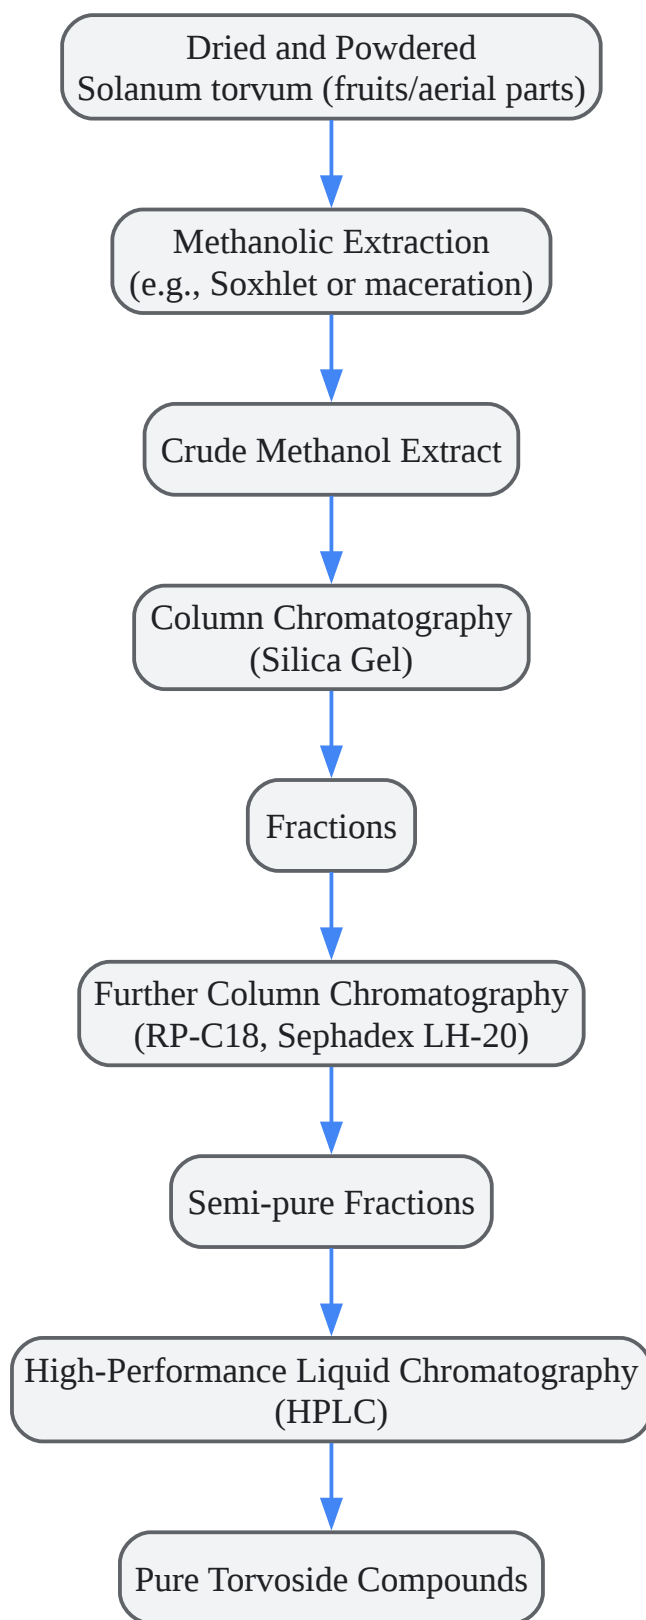 Dried and Powdered
Solanum torvum (fruits/aerial parts)
Methanolic Extraction
(e.g., Soxhlet or maceration)
Crude Methanol Extract
Column Chromatography
(Silica Gel)
Fractions
Further Column Chromatography
(RP-C18, Sephadex LH-20)
Semi-pure Fractions
High-Performance Liquid Chromatography
(HPLC)
Pure Torvoside Compounds